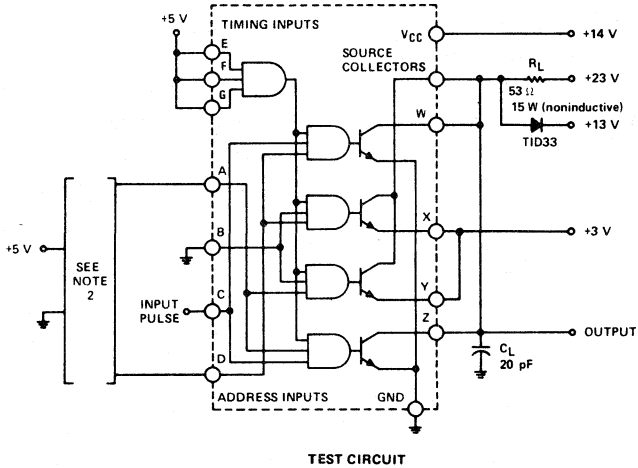 +5 V
TIMING INPUTS
E
F
G
VCC
+14 V
SOURCE
COLLECTORS
RL
+23 V
53 Ω
15 W (noninductive)
+13 V
TID33
W
A
B
X
+3 V
+5 V
SEE
NOTE
2
INPUT
PULSE
C
Y
Z
OUTPUT
CL
20 pF
D
ADDRESS INPUTS
GND
TEST CIRCUIT